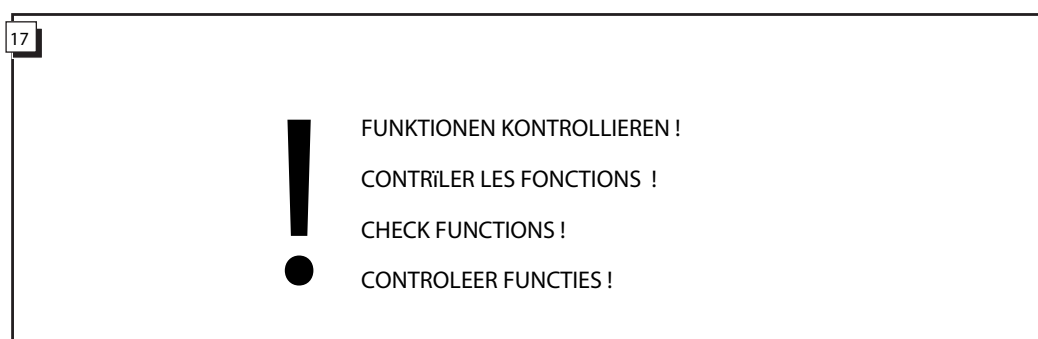 17
FUNKTIONEN KONTROLLIEREN !
CONTRïLER LES FONCTIONS !
CHECK FUNCTIONS !
CONTROLEER FUNCTIES !